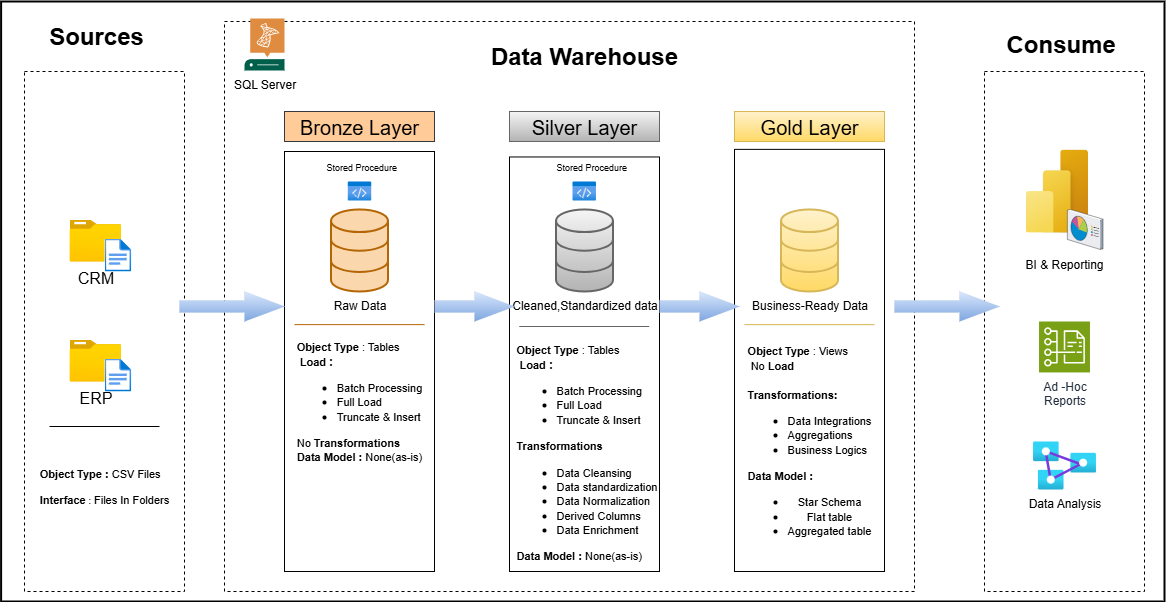 Sources
CRM
ERP
Object Type : CSV Files
Interface : Files In Folders
SQL Server
Data Warehouse
Bronze Layer
Stored Procedure
Raw Data
Object Type : Tables
Load :
Batch Processing
Full Load
Truncate & Insert
No Transformations
Data Model : None(as-is)
Silver Layer
Stored Procedure
Cleaned,Standardized data
Object Type : Tables
Load :
Batch Processing
Full Load
Truncate & Insert
Transformations
Data Cleansing
Data standardization
Data Normalization
Derived Columns
Data Enrichment
Data Model : None(as-is)
Gold Layer
Business-Ready Data
Object Type : Views
No Load
Transformations:
Data Integrations
Aggregations
Business Logics
Data Model :
Star Schema
Flat table
Aggregated table
Consume
BI & Reporting
Ad -Hoc
Reports
Data Analysis